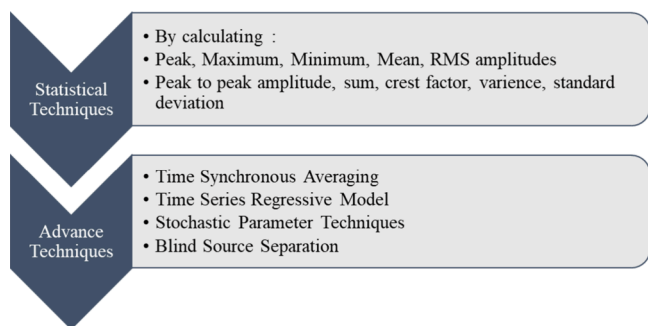 Statistical
Techniques
• By calculating :
• Peak, Maximum, Minimum, Mean, RMS amplitudes
• Peak to peak amplitude, sum, crest factor, varience, standard
deviation
Advance
Techniques
• Time Synchronous Averaging
• Time Series Regressive Model
• Stochastic Parameter Techniques
• Blind Source Separation